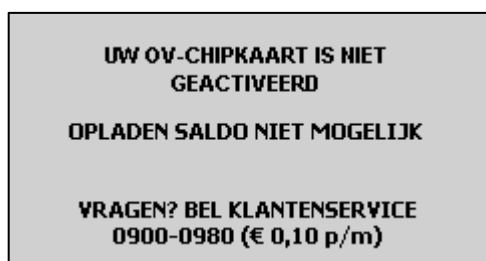 UW OV-CHIPKAART IS NIET
GEACTIVEERD
OPLADEN SALDO NIET MOGELIJK
VRAGEN? BEL KLANTENSERVICE
0900-0980 (€ 0,10 p/m)